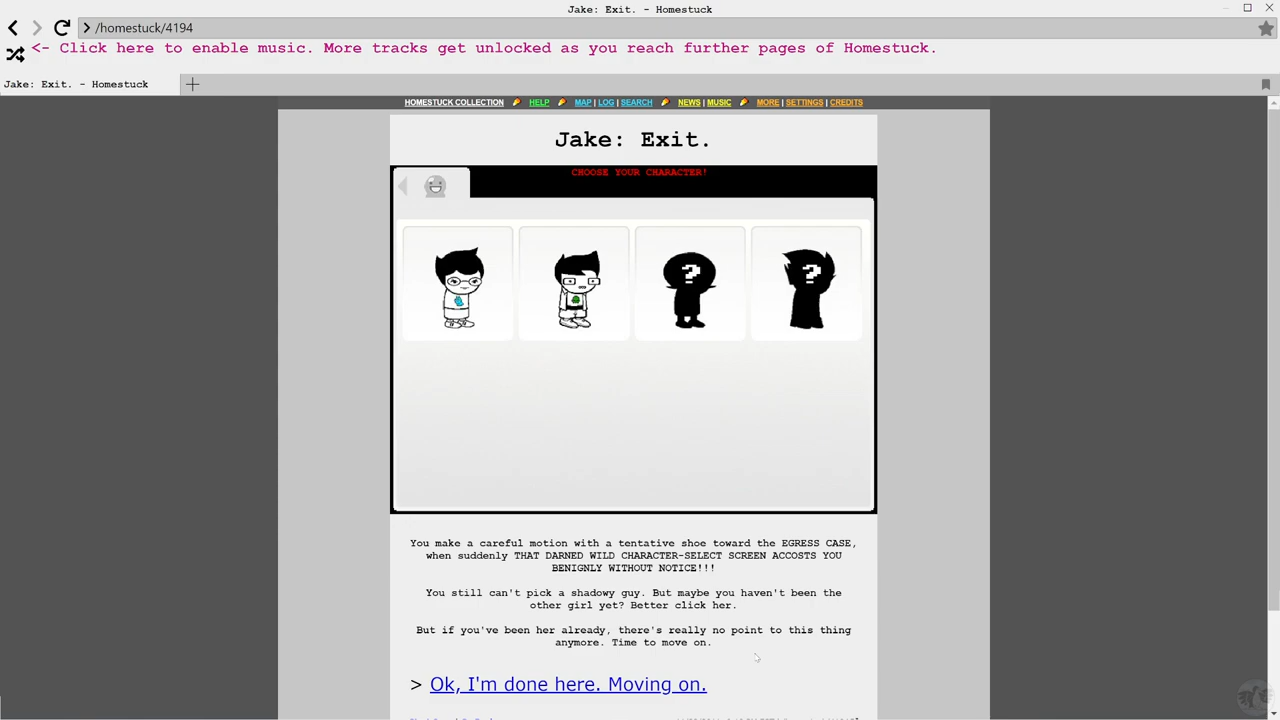 Jake: Exit. - Homestuck
/homestuck/4194
<- Click here to enable music. More tracks get unlocked as you reach further pages of Homestuck.
Jake: Exit. - Homestuck
HOMESTUCK COLLECTION HELP MAP | LOG | SEARCH NEWS | MUSIC MORE | SETTINGS | CREDITS
Jake: Exit.
CHOOSE YOUR CHARACTER!
? ?
You make a careful motion with a tentative shoe toward the EGRESS CASE,
when suddenly THAT DARNED WILD CHARACTER-SELECT SCREEN ACCOSTS YOU
BENIGNLY WITHOUT NOTICE!!!
You still can't pick a shadowy guy. But maybe you haven't been the
other girl yet? Better click her.
But if you've been her already, there's really no point to this thing
anymore. Time to move on.
> Ok, I'm done here. Moving on.